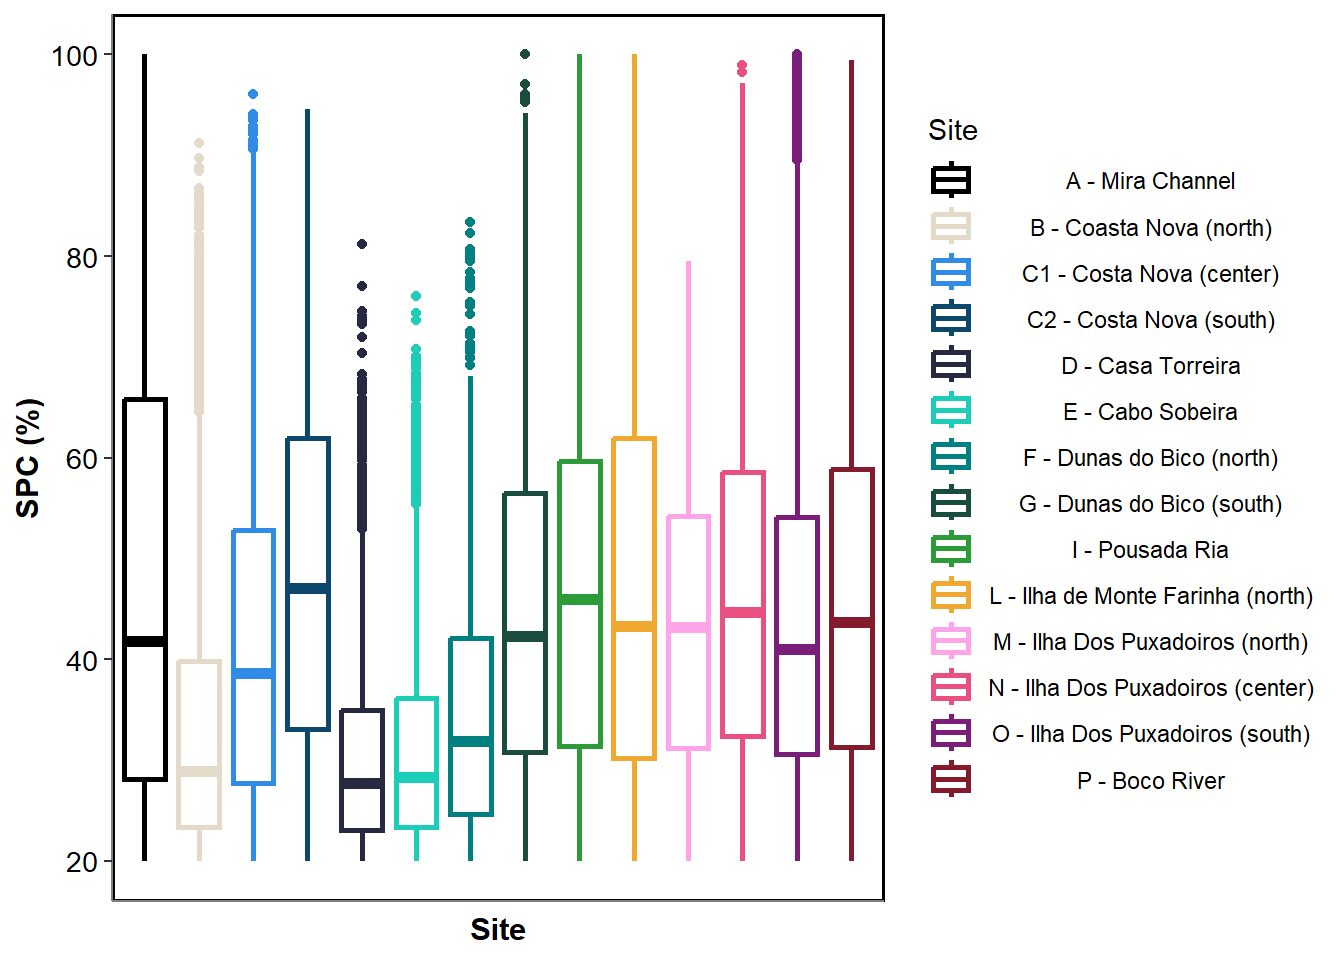 100
80
60
40
20
SPC (%)
Site
Site
A - Mira Channel
B - Coasta Nova (north)
C1 - Costa Nova (center)
C2 - Costa Nova (south)
D - Casa Torreira
E - Cabo Sobeira
F - Dunas do Bico (north)
G - Dunas do Bico (south)
I - Pousada Ria
L - Ilha de Monte Farinha (north)
M - Ilha Dos Puxadoiros (north)
N - Ilha Dos Puxadoiros (center)
O - Ilha Dos Puxadoiros (south)
P - Boco River